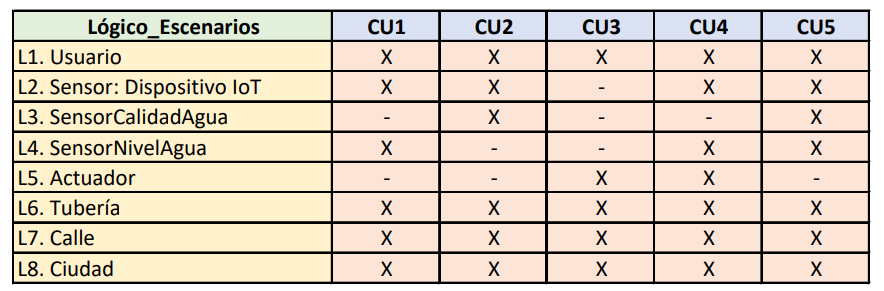 Lógico_Escenarios CU1 CU2 CU3 CU4 CU5
L1. Usuario X X X X X
L2. Sensor: Dispositivo IoT X X - X X
L3. SensorCalidadAgua - X - - X
L4. SensorNivelAgua X - - X X
L5. Actuador - - X X -
L6. Tubería X X X X X
L7. Calle X X X X X
L8. Ciudad X X X X X